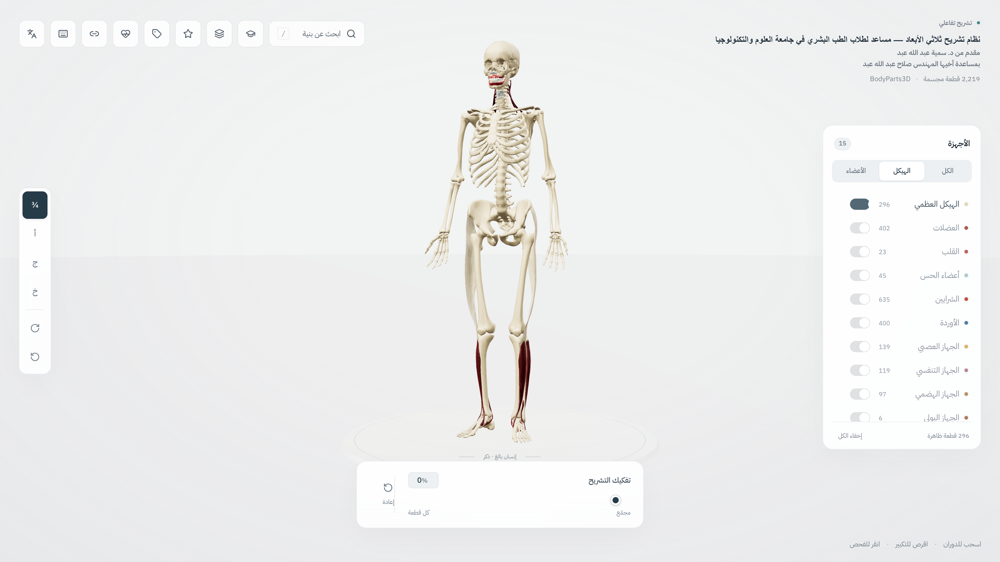 تشريح تفاعلي
نظام تشريح ثلاثي الأبعاد — مساعد لطلاب الطب البشري في جامعة العلوم والتكنولوجيا
مقدم من د. سمية عبد الله عبد
بمساعدة أخيها المهندس صلاح عبد الله عبد
2,219 قطعة مجسمة · BodyParts3D
ابحث عن بنية /
الأجهزة 15
الكل الهيكل الأعضاء
الهيكل العظمي 296
العضلات 402
القلب 23
أعضاء الحس 45
الشرايين 635
الأوردة 400
الجهاز العصبي 139
الجهاز التنفسي 119
الجهاز الهضمي 97
الجهاز البولي 6
296 قطعة ظاهرة إخفاء الكل
¾
أ
ج
خ
إنسان بالغ · ذكر
تفكيك التشريح 0%
إعادة
مجمّع كل قطعة
اسحب للدوران · اقرص للتكبير · انقر للفحص